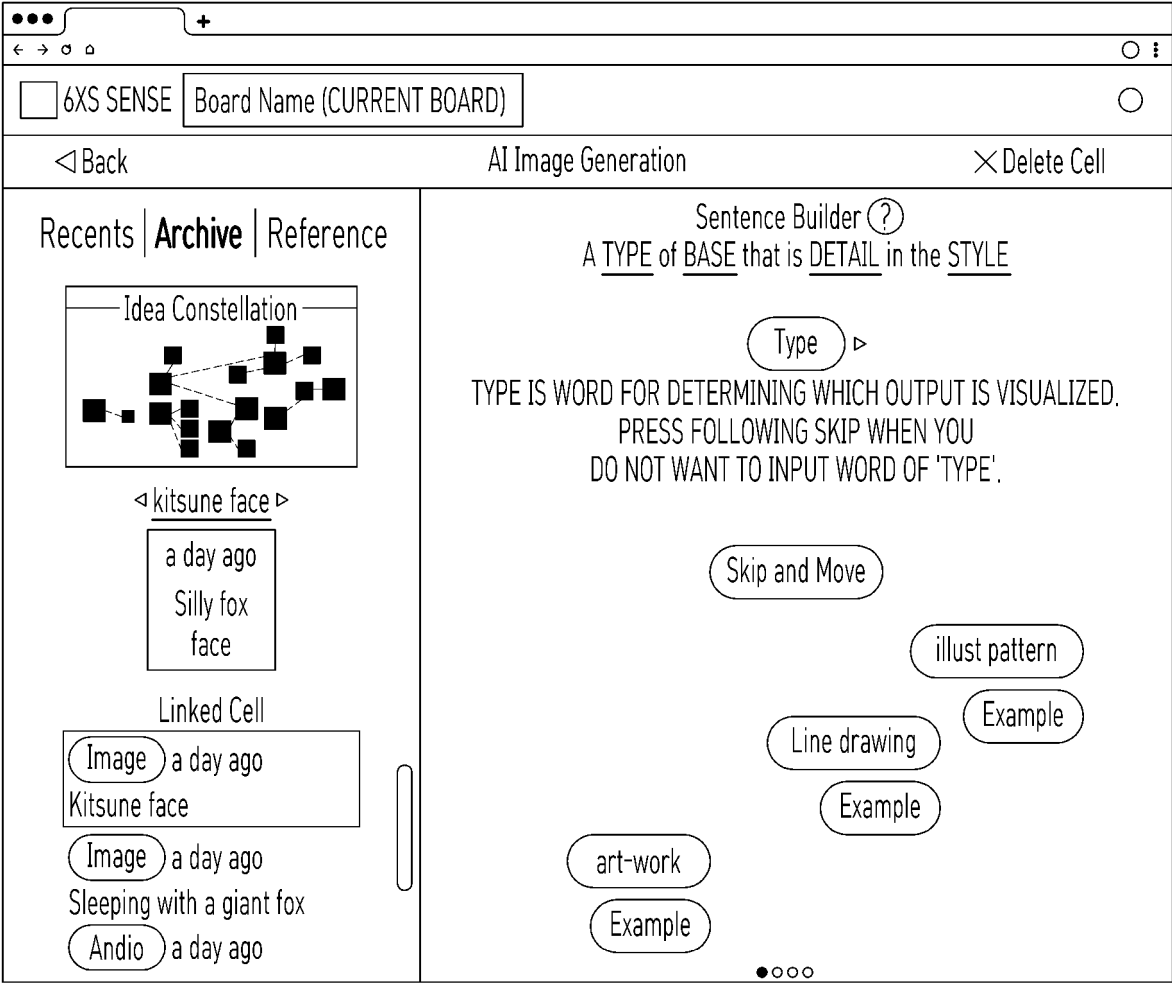 6XS SENSE
Board Name (CURRENT BOARD)
Back
AI Image Generation
Delete Cell
Recents
Archive
Reference
Idea Constellation
kitsune face
a day ago
Silly fox
face
Linked Cell
Image a day ago
Kitsune face
Image a day ago
Sleeping with a giant fox
Andio a day ago
Sentence Builder ?
A TYPE of BASE that is DETAIL in the STYLE
Type
TYPE IS WORD FOR DETERMINING WHICH OUTPUT IS VISUALIZED.
PRESS FOLLOWING SKIP WHEN YOU
DO NOT WANT TO INPUT WORD OF 'TYPE'.
Skip and Move
illust pattern
Example
Line drawing
Example
art-work
Example